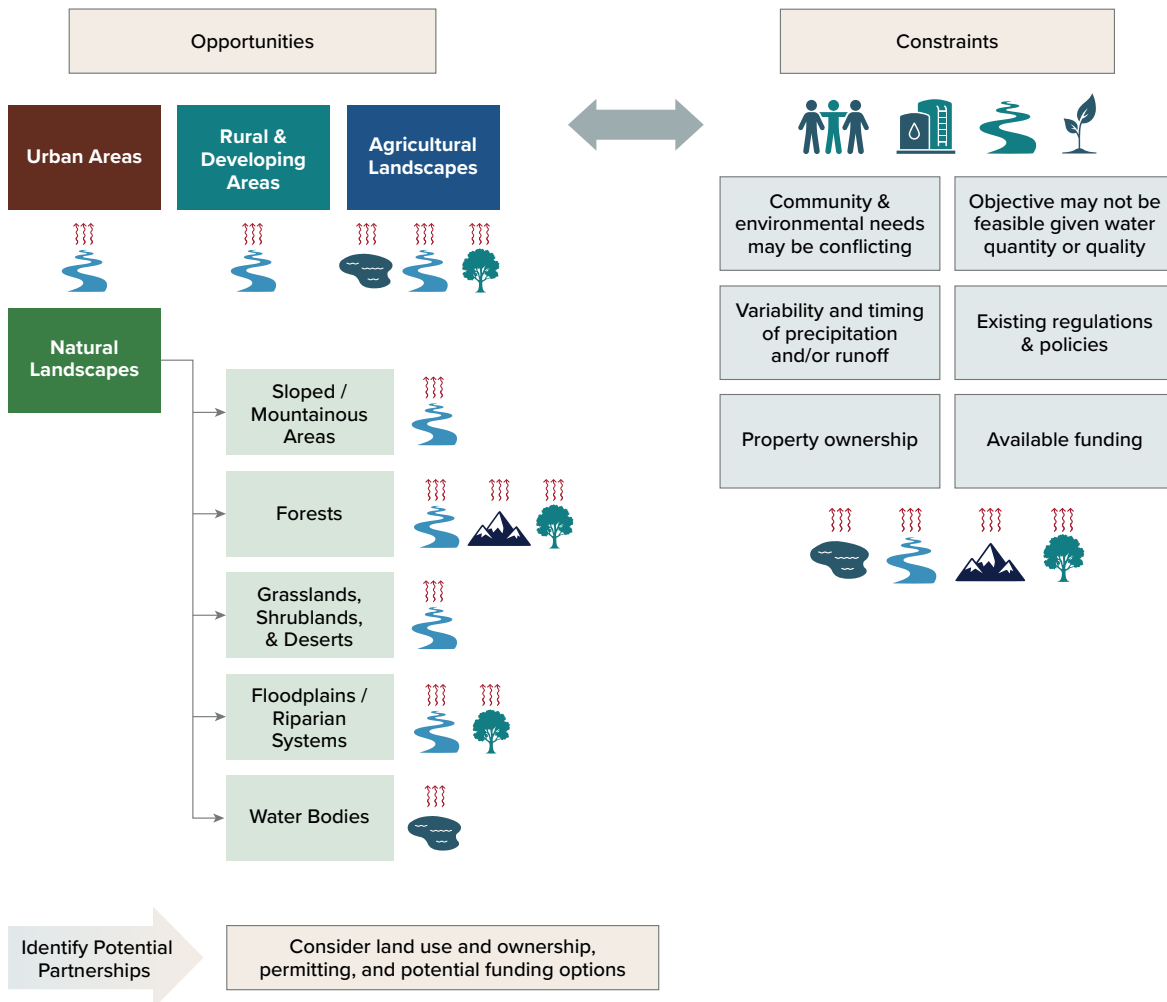 Opportunities
Constraints
Urban Areas
Rural &
Developing
Areas
Agricultural
Landscapes
Community &
environmental needs
may be conflicting
Objective may not be
feasible given water
quantity or quality
Natural
Landscapes
Variability and timing
of precipitation
and/or runoff
Existing regulations
& policies
Sloped /
Mountainous
Areas
Property ownership
Available funding
Forests
Grasslands,
Shrublands,
& Deserts
Floodplains /
Riparian
Systems
Water Bodies
Identify Potential
Partnerships
Consider land use and ownership,
permitting, and potential funding options